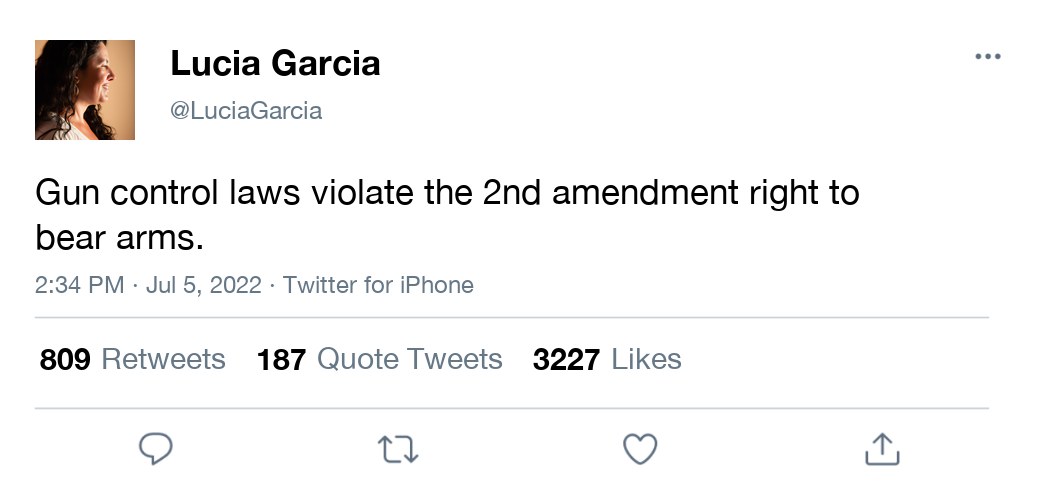 Lucia Garcia
@LuciaGarcia
Gun control laws violate the 2nd amendment right to
bear arms.
2:34 PM · Jul 5, 2022 · Twitter for iPhone
809 Retweets 187 Quote Tweets 3227 Likes